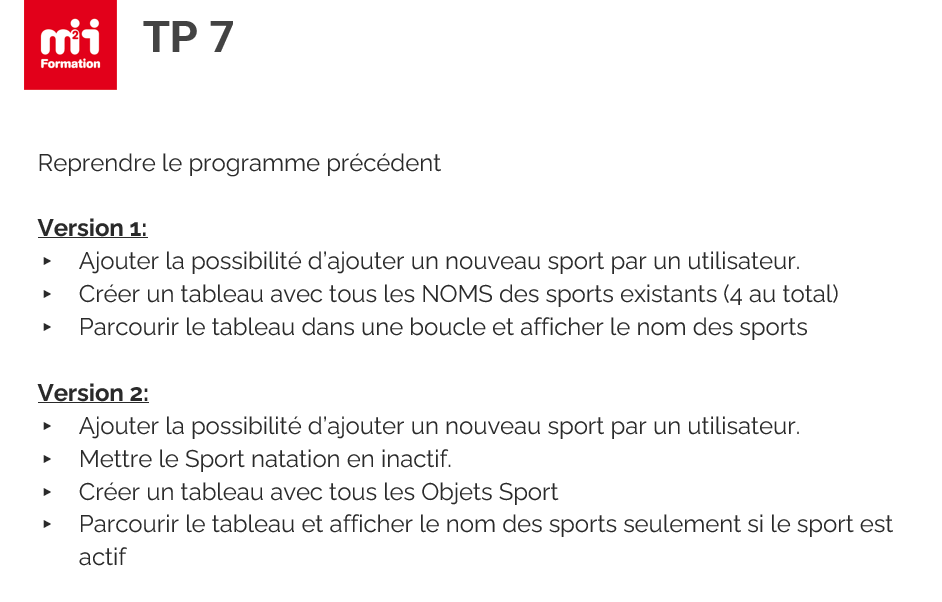 m2i
Formation
TP 7
Reprendre le programme précédent
Version 1:
▸ Ajouter la possibilité d'ajouter un nouveau sport par un utilisateur.
▸ Créer un tableau avec tous les NOMS des sports existants (4 au total)
▸ Parcourir le tableau dans une boucle et afficher le nom des sports
Version 2:
▸ Ajouter la possibilité d'ajouter un nouveau sport par un utilisateur.
▸ Mettre le Sport natation en inactif.
▸ Créer un tableau avec tous les Objets Sport
▸ Parcourir le tableau et afficher le nom des sports seulement si le sport est
actif